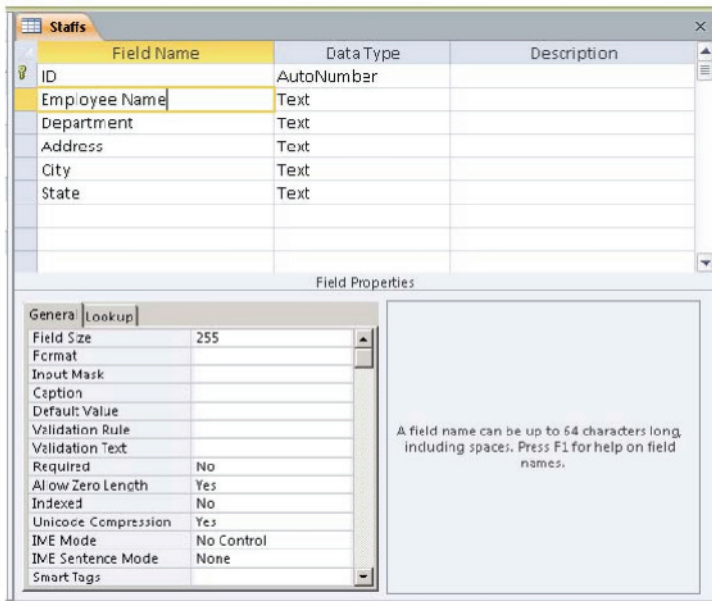 Staffs
Field Name Data Type Description
ID AutoNumber
Employee Name Text
Department Text
Address Text
City Text
State Text
Field Properties
General Lookup
Field Size 255
Format
Input Mask
Caption
Default Value
Validation Rule
Validation Text
Required No
Allow Zero Length Yes
Indexed No
Unicode Compression Yes
IME Mode No Control
IME Sentence Mode None
Smart Tags
A field name can be up to 64 characters long,
including spaces. Press F1 for help on field
names.